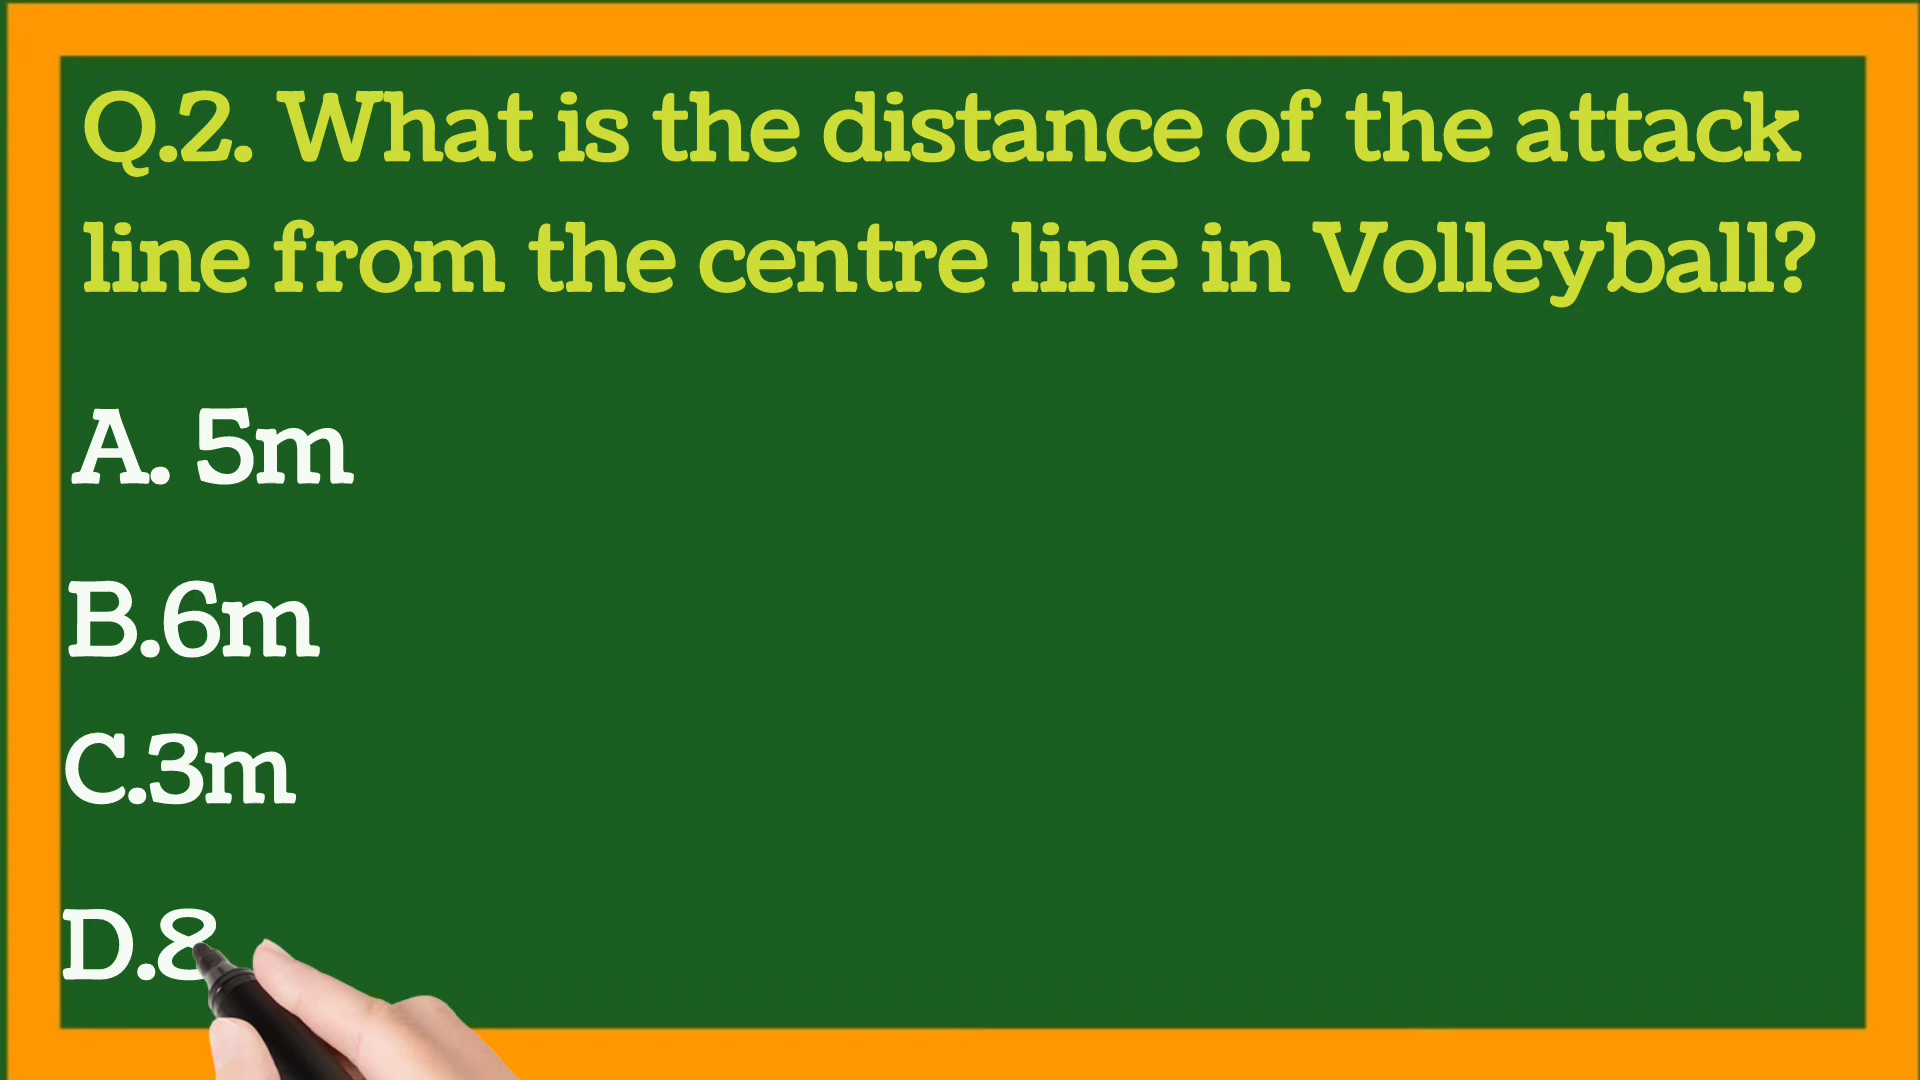 Q.2. What is the distance of the attack
line from the centre line in Volleyball?
A. 5m
B.6m
C.3m
D.8